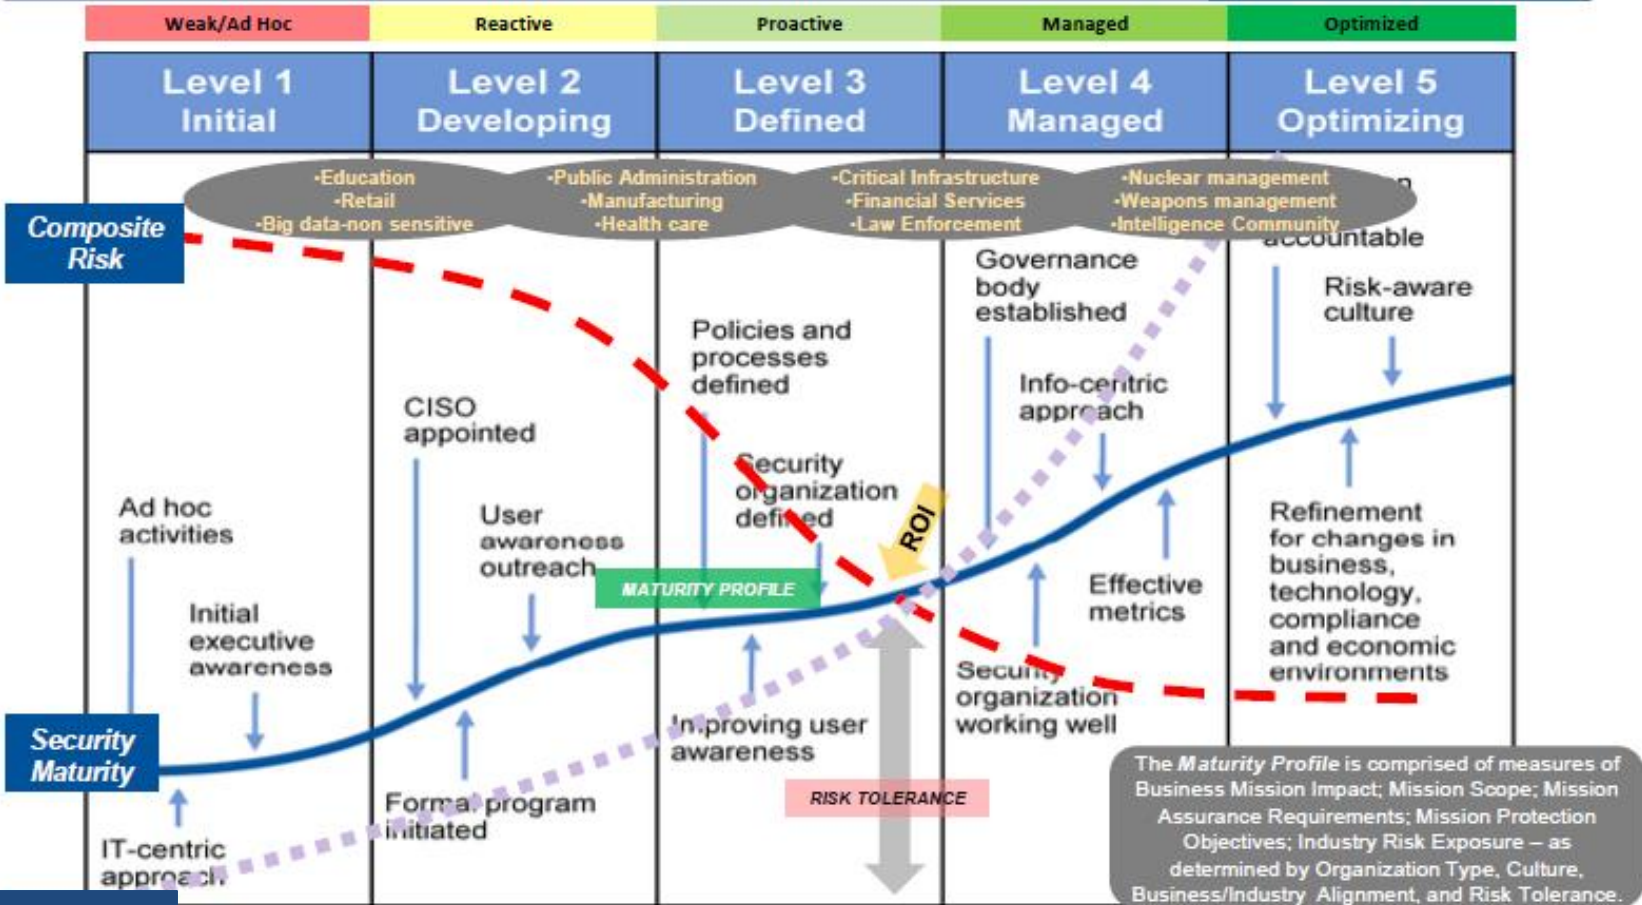 Weak/Ad Hoc
Reactive
Proactive
Managed
Optimized
Level 1
Initial
Level 2
Developing
Level 3
Defined
Level 4
Managed
Level 5
Optimizing
•Education
•Retail
•Big data-non sensitive
•Public Administration
•Manufacturing
•Health care
•Critical Infrastructure
•Financial Services
•Law Enforcement
•Nuclear management
•Weapons management
•Intelligence Community
accountable
Composite
Risk
Governance
body
established
Risk-aware
culture
Policies and
processes
defined
Info-centric
approach
CISO
appointed
Security
organization
defined
Ad hoc
activities
User
awareness
outreach
ROI
Refinement
for changes in
business,
technology,
compliance
and economic
environments
MATURITY PROFILE
Effective
metrics
Initial
executive
awareness
Security
organization
working well
Improving user
awareness
Security
Maturity
RISK TOLERANCE
Formal program
initiated
IT-centric
approach
The Maturity Profile is comprised of measures of
Business Mission Impact; Mission Scope; Mission
Assurance Requirements; Mission Protection
Objectives; Industry Risk Exposure – as
determined by Organization Type, Culture,
Business/Industry Alignment, and Risk Tolerance.